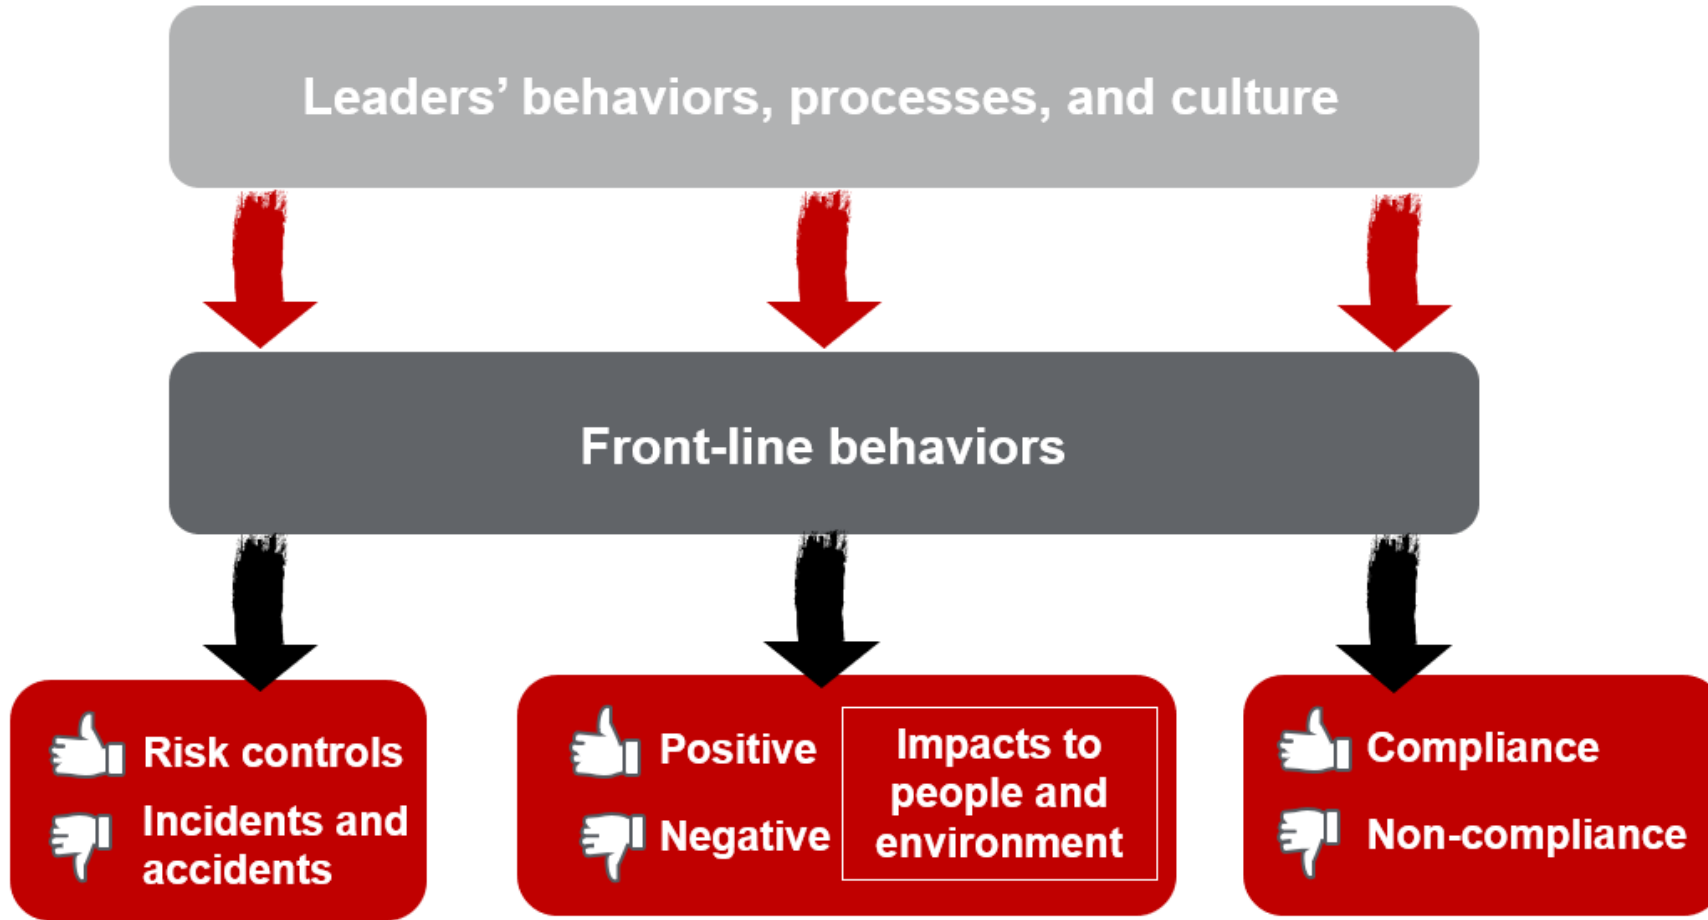 Leaders’ behaviors, processes, and culture
Front-line behaviors
Risk controls
Incidents and
accidents
Positive
Negative
Impacts to
people and
environment
Compliance
Non-compliance